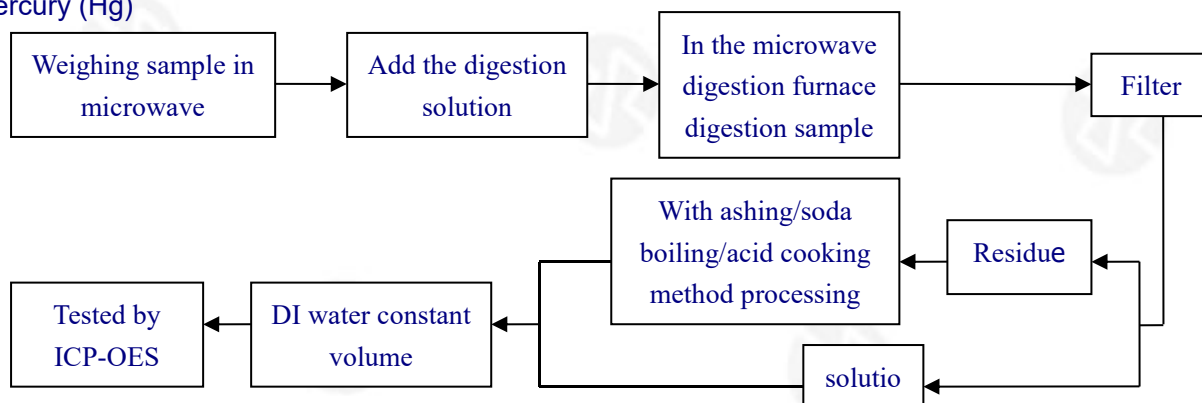 ercury (Hg)
Weighing sample in
microwave
Add the digestion
solution
In the microwave
digestion furnace
digestion sample
Filter
With ashing/soda
boiling/acid cooking
method processing
Residue
Tested by
ICP-OES
DI water constant
volume
solutio